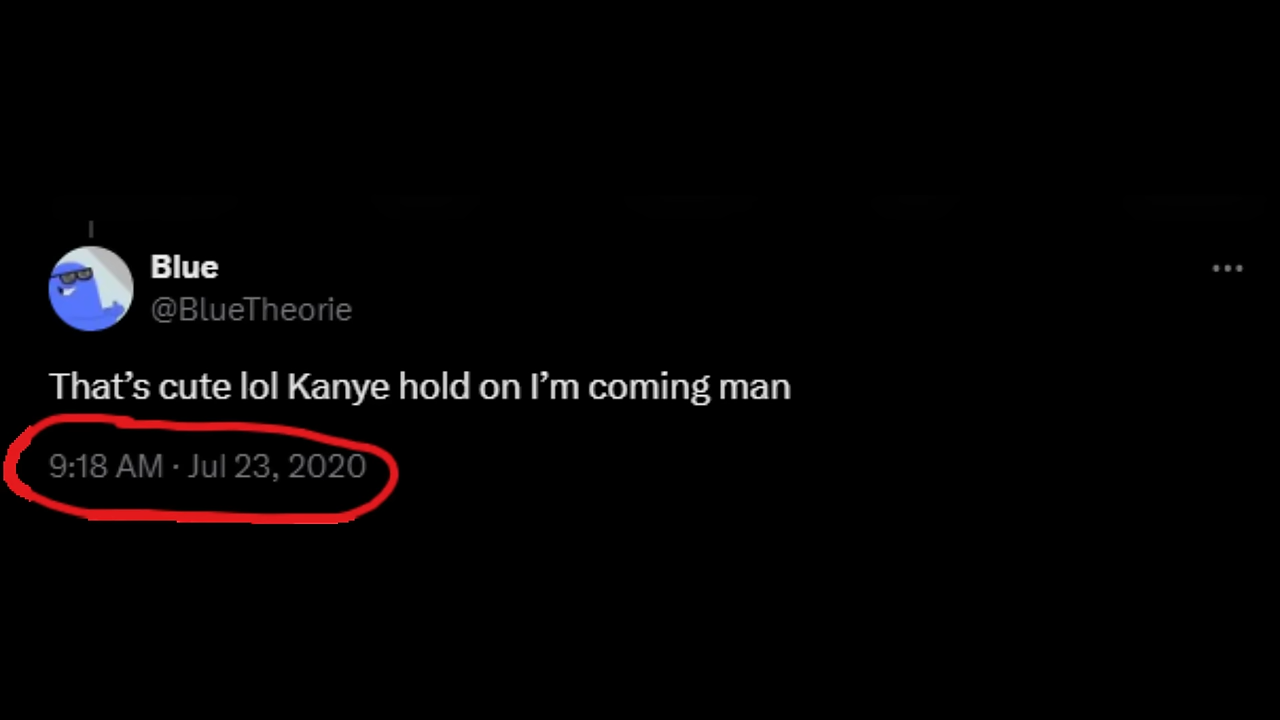 Blue
@BlueTheorie
That’s cute lol Kanye hold on I’m coming man
9:18 AM · Jul 23, 2020